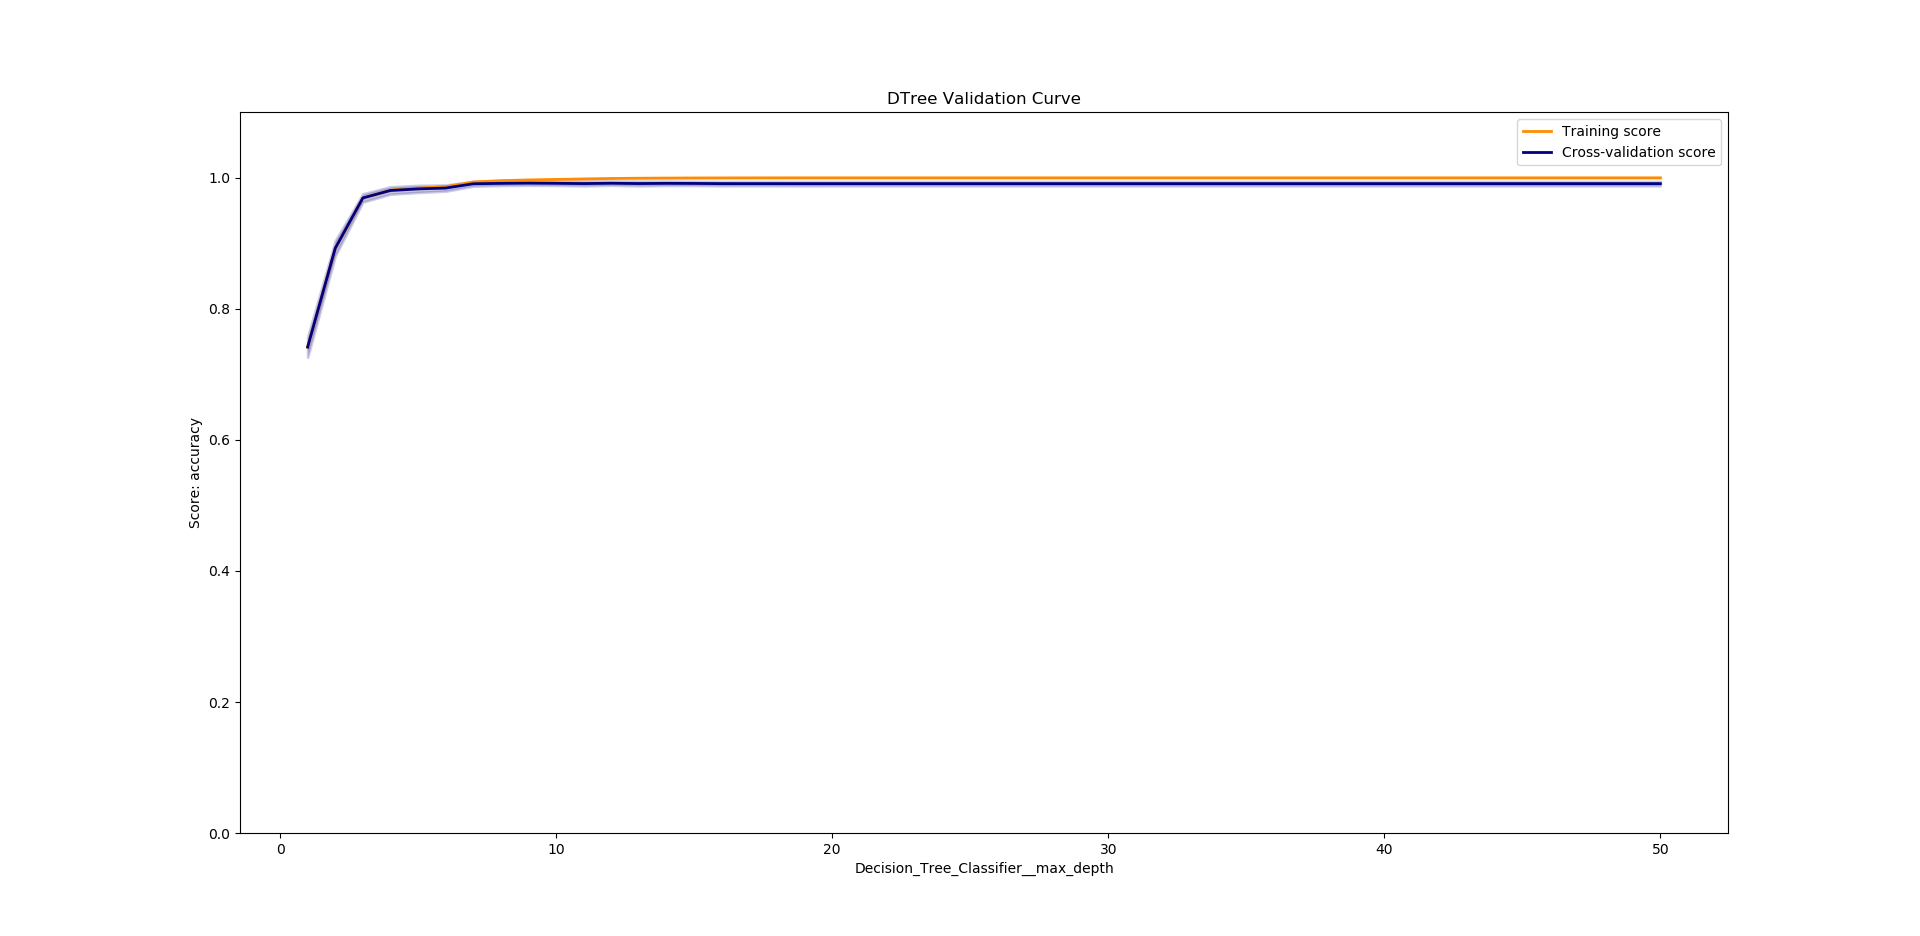 DTree Validation Curve
Training score
Cross-validation score
1.0
0.8
0.6
0.4
0.2
0.0
Score: accuracy
0 10 20 30 40 50
Decision_Tree_Classifier__max_depth